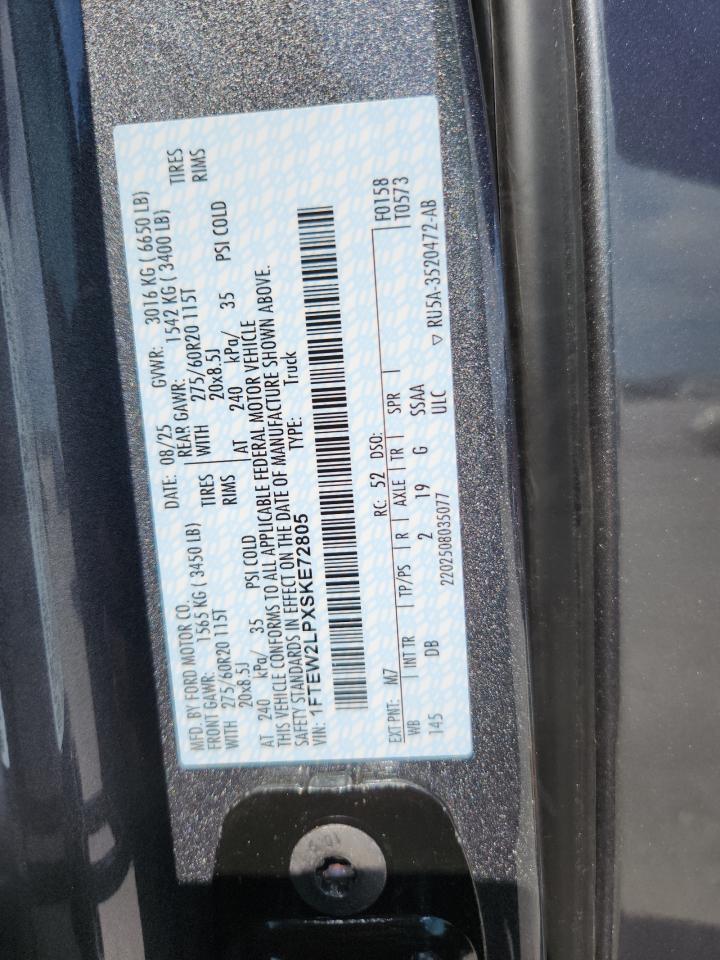 MFD. BY FORD MOTOR CO. DATE: 08/25 GVWR: 3016 KG ( 6650 LB)
FRONT GAWR: 1565 KG ( 3450 LB) REAR GAWR: 1542 KG ( 3400 LB)
WITH 275/60R20 115T TIRES WITH 275/60R20 115T TIRES
20x8.5J RIMS 20x8.5J RIMS
AT 240 kPa/ 35 PSI COLD AT 240 kPa/ 35 PSI COLD
THIS VEHICLE CONFORMS TO ALL APPLICABLE FEDERAL MOTOR VEHICLE
SAFETY STANDARDS IN EFFECT ON THE DATE OF MANUFACTURE SHOWN ABOVE.
VIN: 1FTEW2LPXSKE72805 TYPE: Truck
EXT PNT: M7 RC: 52 DSO: F0158
WB INT TR TP/PS R AXLE TR SPR T0573
145 DB 2 19 G SSAA
2202508035077 ULC ▽ RU5A-3520472-AB